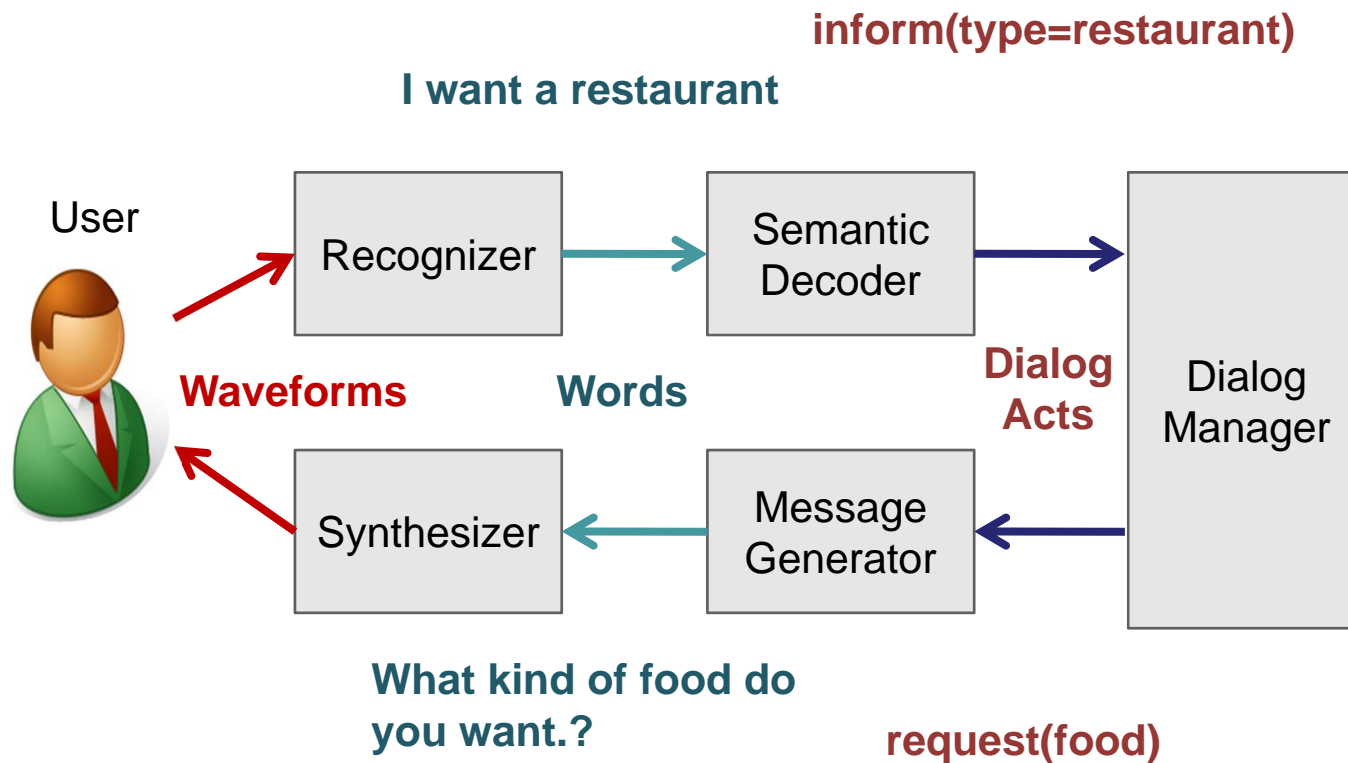 inform(type=restaurant)
I want a restaurant
User
Recognizer
Semantic
Decoder
Waveforms
Words
Dialog
Acts
Dialog
Manager
Synthesizer
Message
Generator
What kind of food do
you want.?
request(food)